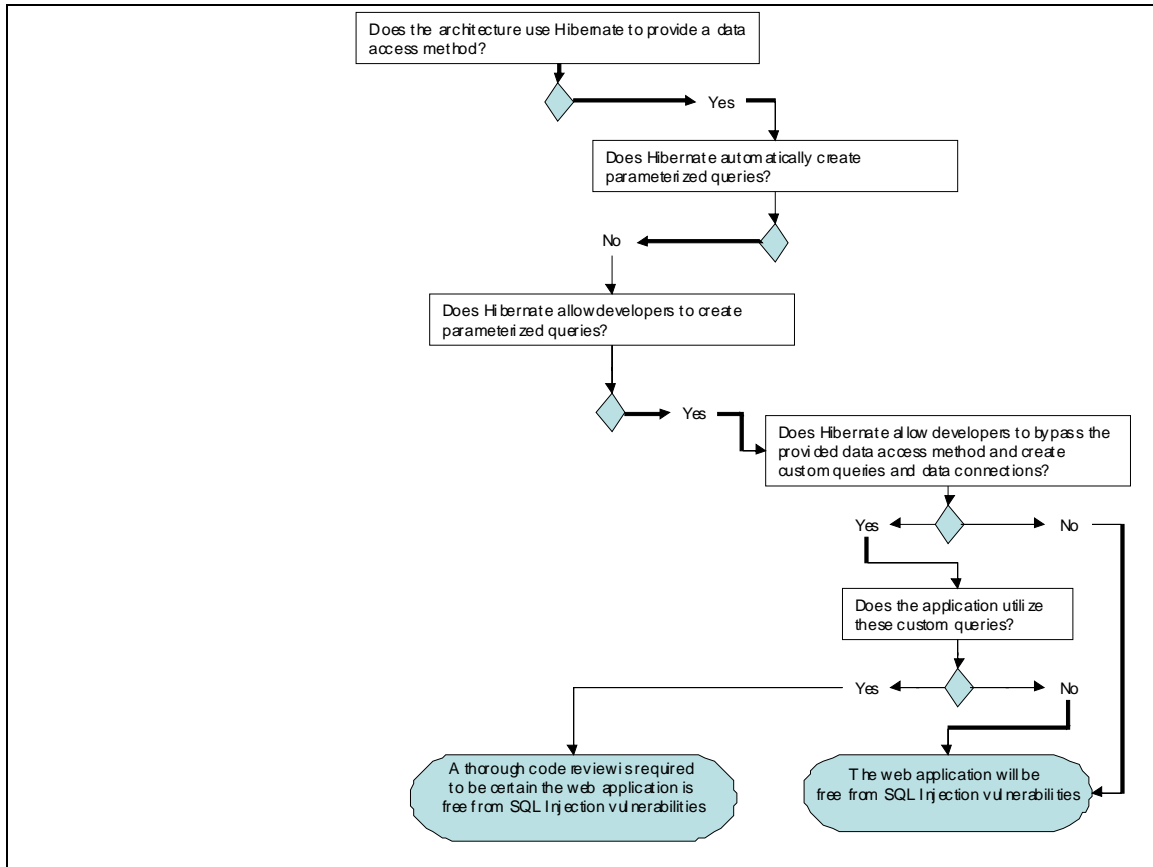 Does the architecture use Hibernate to provide a data
access method?
Yes
Does Hibernate automatically create
parameterized queries?
No
Does Hibernate allow developers to create
parameterized queries?
Yes
Does Hibernate allow developers to bypass the
provided data access method and create
custom queries and data connections?
Yes
No
Does the application utilize
these custom queries?
Yes
No
A thorough code review is required
to be certain the web application is
free from SQL Injection vulnerabilities
The web application will be
free from SQL Injection vulnerabilities